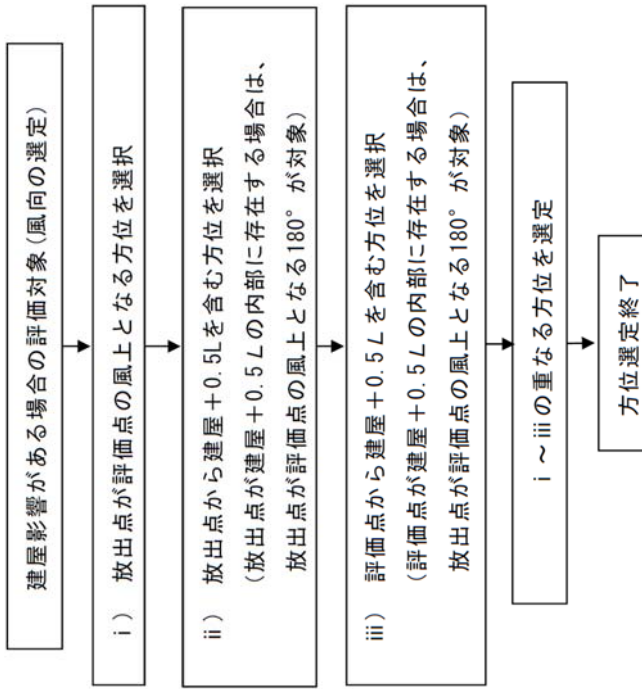 建屋影響がある場合の評価対象(風向の選定)
ⅰ) 放出点が評価点の風上となる方位を選択
ⅱ) 放出点から建屋＋0.5Lを含む方位を選択
(放出点が建屋＋0.5Lの内部に存在する場合は、
放出点が評価点の風上となる180°が対象)
ⅲ) 評価点から建屋＋0.5Lを含む方位を選択
(評価点が建屋＋0.5Lの内部に存在する場合は、
放出点が評価点の風上となる180°が対象)
ⅰ～ⅲの重なる方位を選定
方位選定終了